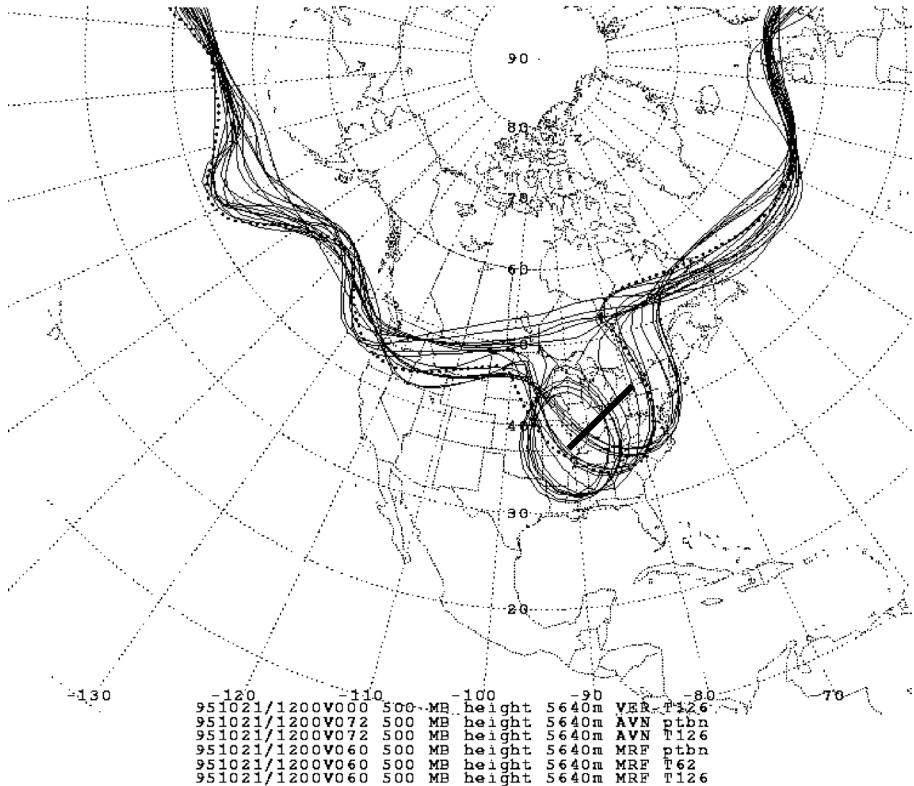 90
80
70
60
50
40
30
20
-130 -110 -100 -90 -80 70
951021/1200V000 500 MB height 5640m VER T126
951021/1200V072 500 MB height 5640m AVN ptbn
951021/1200V072 500 MB height 5640m AVN T126
951021/1200V060 500 MB height 5640m MRF ptbn
951021/1200V060 500 MB height 5640m MRF T62
951021/1200V060 500 MB height 5640m MRF T126